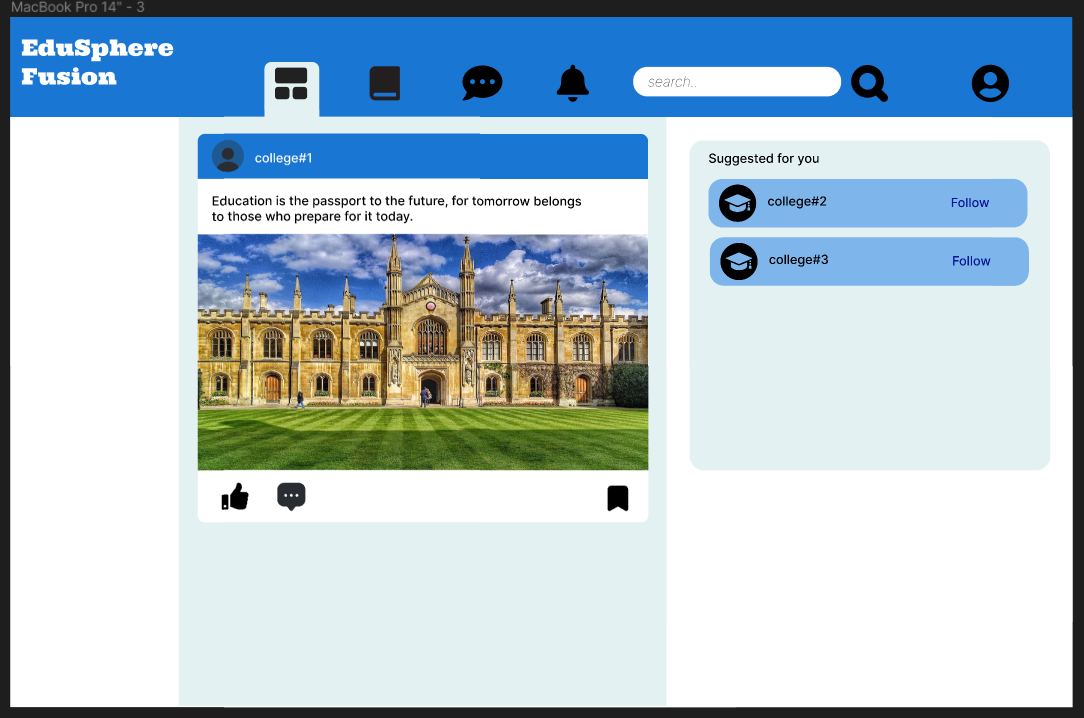 MacBook Pro 14" - 3
EduSphere
Fusion
search..
college#1
Education is the passport to the future, for tomorrow belongs
to those who prepare for it today.
Suggested for you
college#2
Follow
college#3
Follow